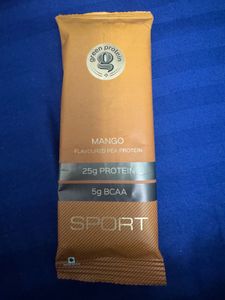 green protein
g
MANGO
FLAVOURED PEA PROTEIN
25g PROTEIN
5g BCAA
SPORT